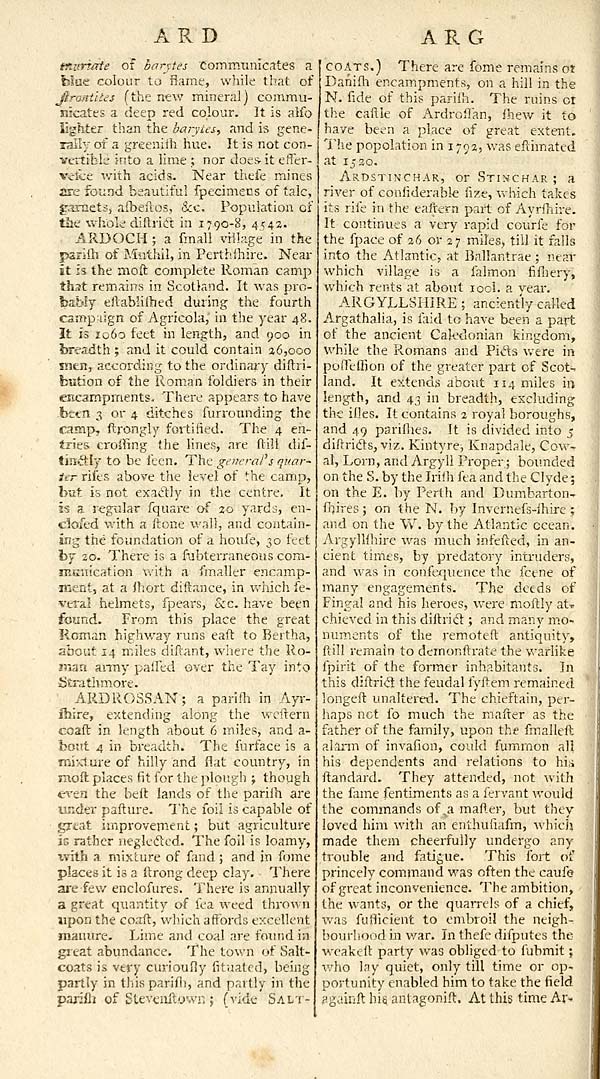 ARD
muriate of barytes communicates a
blue colour to flame, while that of
ſtrontites (the new mineral) commu-
nicates a deep red colour. It is alſo
lighter than the barytes, and is gene-
rally of a greeniſh hue. It is not con-
vertible into a lime; nor does it effer-
veſce with acids. Near theſe mines
are found beautiful ſpecimens of talc,
garnets, aſbeſtos, &c. Population of
the whole diſtrict in 1790-8, 4542.
ARDOCH; a ſmall village in the
pariſh of Muthil, in Perthſhire. Near
it is the moſt complete Roman camp
that remains in Scotland. It was pro-
bably eſtabliſhed during the fourth
campaign of Agricola, in the year 48.
It is 1060 feet in length, and 900 in
breadth; and it could contain 26,000
men, according to the ordinary diſtri-
bution of the Roman ſoldiers in their
encampments. There appears to have
been 3 or 4 ditches ſurrounding the
camp, ſtrongly fortified. The 4 en-
tries croſſing the lines, are ſtill diſ-
tinctly to be ſeen. The general's quar-
ter riſes above the level of the camp,
but is not exactly in the centre. It
is a regular ſquare of 20 yards, en-
cloſed with a ſtone wall, and contain-
ing the foundation of a houſe, 30 feet
by 20. There is a ſubterraneous com-
munication with a ſmaller encamp-
ment, at a ſhort diſtance, in which ſe-
veral helmets, ſpears, &c. have been
found. From this place the great
Roman highway runs eaſt to Bertha,
about 14 miles diſtant, where the Ro-
man army paſſed over the Tay into
Strathmore.
ARDROSSAN; a pariſh in Ayr-
ſhire, extending along the weſtern
coaſt in length about 6 miles, and a-
bout 4 in breadth. The ſurface is a
mixture of hilly and flat country, in
moſt places fit for the plough; though
even the beſt lands of the pariſh are
under paſture. The ſoil is capable of
great improvement; but agriculture
is rather neglected. The ſoil is loamy,
with a mixture of ſand; and in ſome
places it is a ſtrong deep clay. There
are few encloſures. There is annually
a great quantity of ſea weed thrown
upon the coaſt, which affords excellent
manure. Lime and coal are found in
great abundance. The town of Salt-
coats is very curiouſly ſituated, being
partly in this pariſh, and partly in the
pariſh of Stevenſtown; (vide SALT-
ARG
COATS.) There are ſome remains of
Daniſh encampments, on a hill in the
N. ſide of this pariſh. The ruins of
the caſtle of Ardroſſan, ſhew it to
have been a place of great extent.
The popolation in 1792, was eſtimated
at 1520.
ARDSTINCHAR, or STINCHAR; a
river of conſiderable ſize, which takes
its riſe in the eaſtern part of Ayrſhire.
It continues a very rapid courſe for
the ſpace of 26 or 27 miles, till it falls
into the Atlantic, at Ballantrae; near
which village is a ſalmon fiſhery,
which rents at about 100l. a year.
ARGYLLSHIRE; anciently called
Argathalia, is ſaid to have been a part
of the ancient Caledonian kingdom,
while the Romans and Picts were in
poſſeſſion of the greater part of Scot-
land. It extends about 114 miles in
length, and 43 in breadth, excluding
the iſles. It contains 2 royal boroughs,
and 49 pariſhes. It is divided into 5
diſtricts, viz. Kintyre, Knapdale, Cow-
al, Lorn, and Argyll Proper; bounded
on the S. by the Iriſh ſea and the Clyde;
on the E. by Perth and Dumbarton-
ſhires; on the N. by Inverneſs-ſhire;
and on the W. by the Atlantic ocean.
Argyllſhire was much infeſted, in an-
cient times, by predatory intruders,
and was in conſequence the ſcene of
many engagements. The deeds of
Fingal and his heroes, were moſtly at-
chieved in this diſtrict; and many mo-
numents of the remoteſt antiquity,
ſtill remain to demonſtrate the warlike
ſpirit of the former inhabitants. In
this diſtrict the feudal ſyſtem remained
longeſt unaltered. The chieftain, per-
haps not ſo much the maſter as the
father of the family, upon the ſmalleſt
alarm of invaſion, could ſummon all
his dependents and relations to his
ſtandard. They attended, not with
the ſame ſentiments as a ſervant would
the commands of a maſter, but they
loved him with an enthuſiaſm, which
made them cheerfully undergo any
trouble and fatigue. This ſort of
princely command was often the cauſe
of great inconvenience. The ambition,
the wants, or the quarrels of a chief,
was ſufficient to embroil the neigh-
bourhood in war. In theſe diſputes the
weakeſt party was obliged to ſubmit;
who lay quiet, only till time or op-
portunity enabled him to take the field
againſt his antagoniſt. At this time Ar-